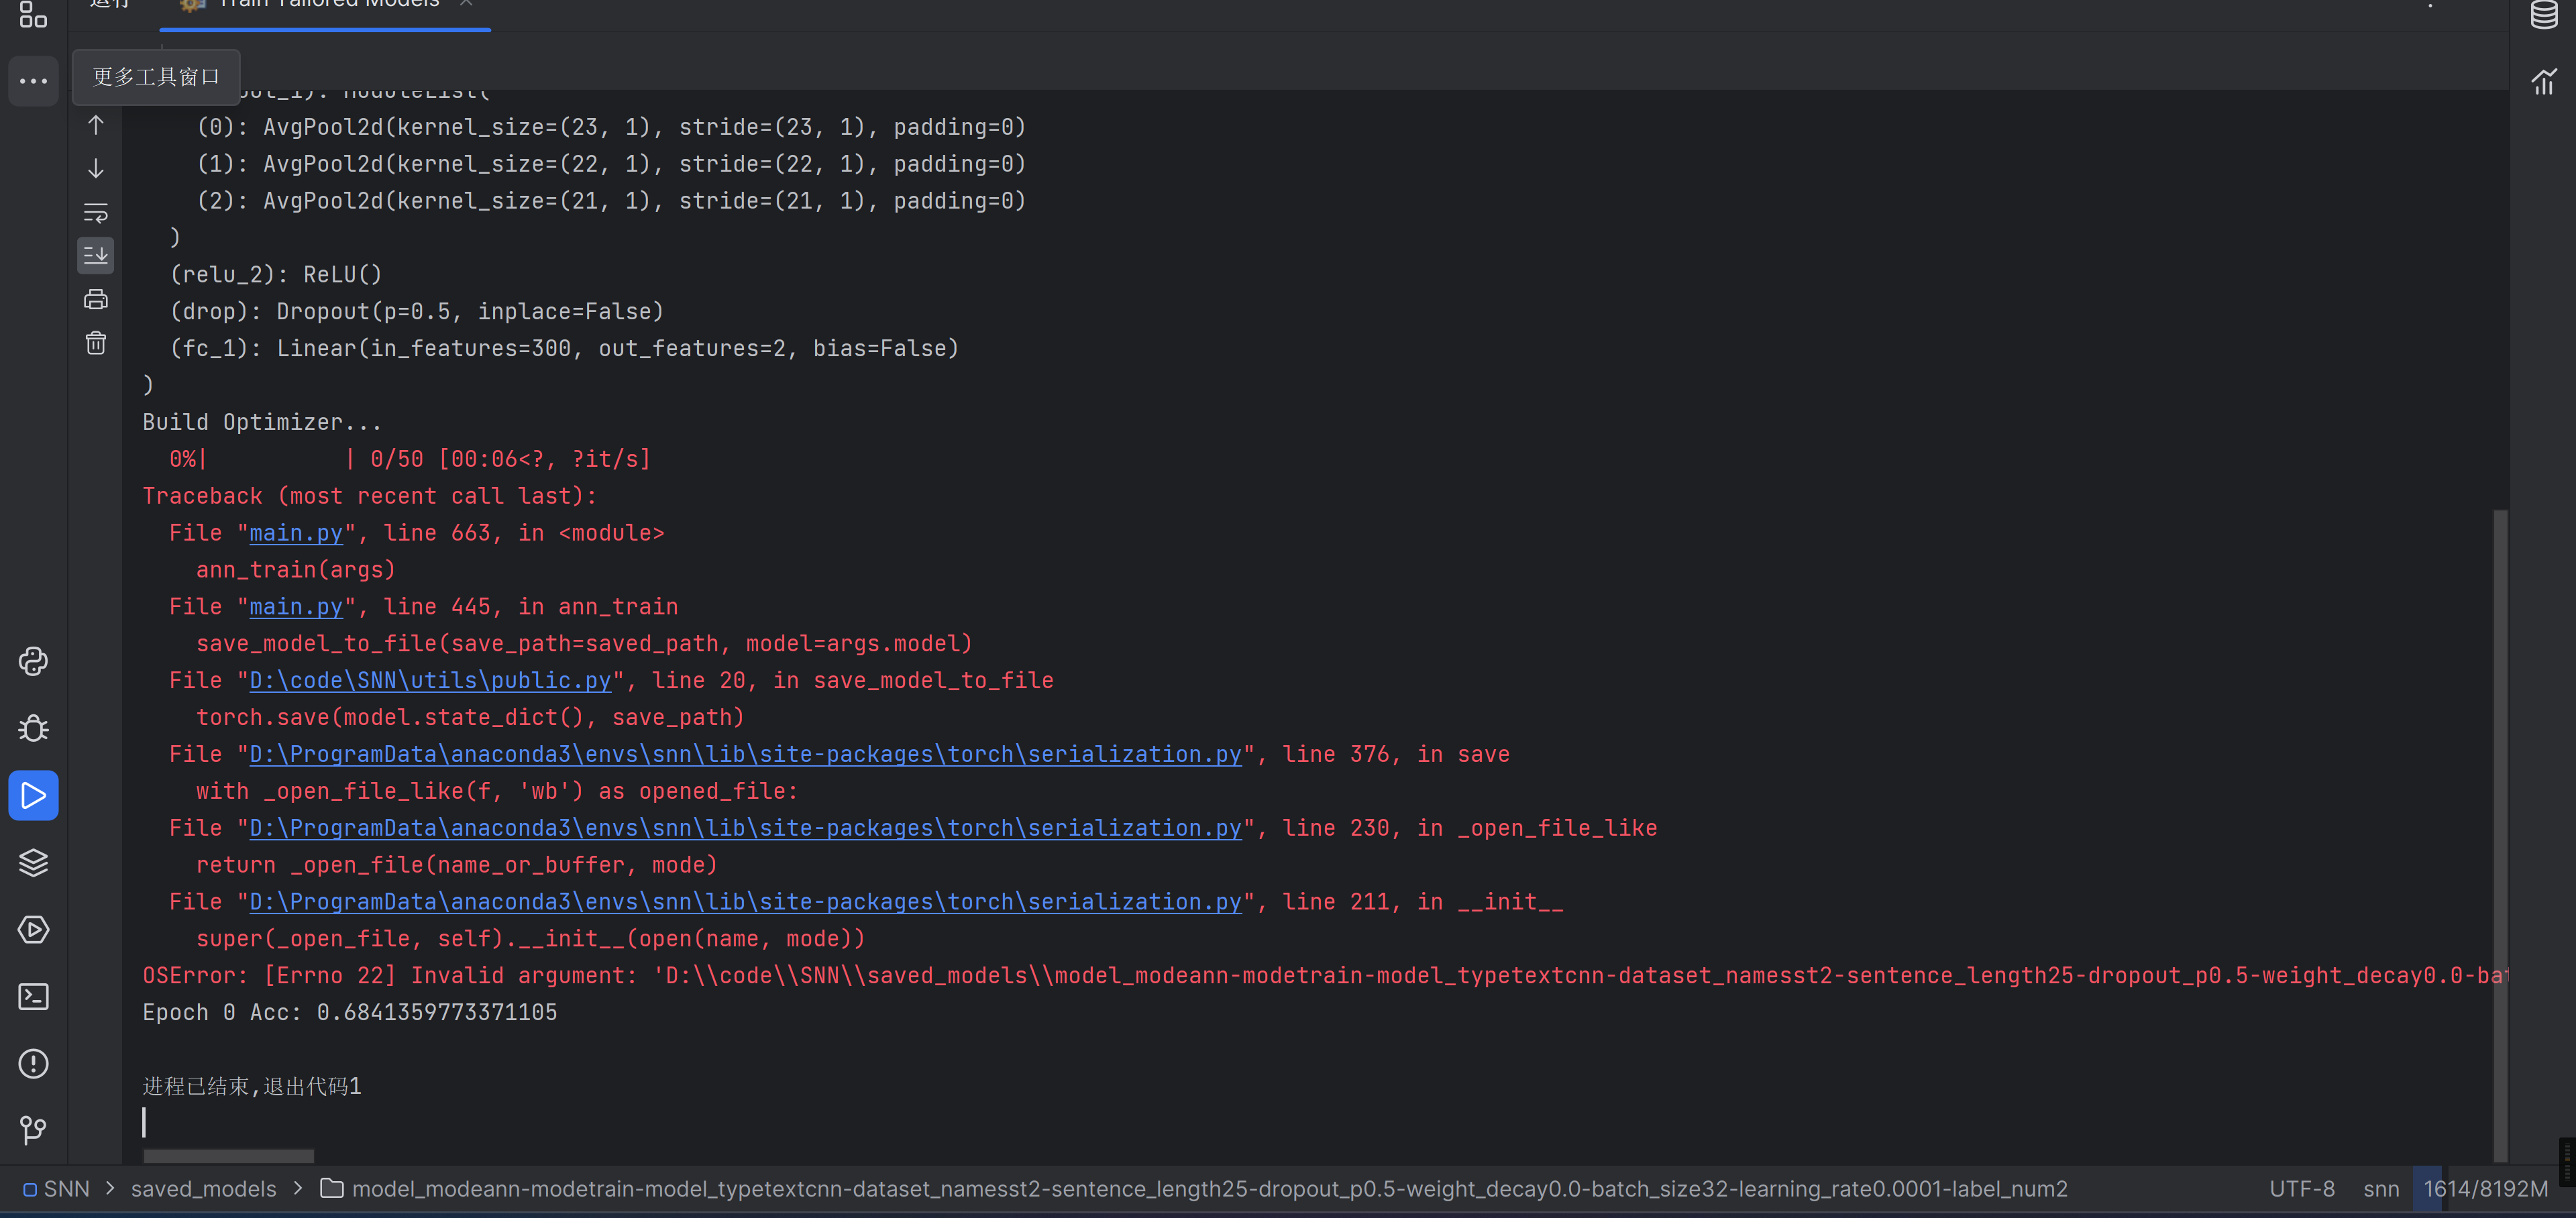 运行 Train Tailored Models
更多工具窗口
out_1): ModuleList(
(0): AvgPool2d(kernel_size=(23, 1), stride=(23, 1), padding=0)
(1): AvgPool2d(kernel_size=(22, 1), stride=(22, 1), padding=0)
(2): AvgPool2d(kernel_size=(21, 1), stride=(21, 1), padding=0)
)
(relu_2): ReLU()
(drop): Dropout(p=0.5, inplace=False)
(fc_1): Linear(in_features=300, out_features=2, bias=False)
)
Build Optimizer...
0%| | 0/50 [00:06<?, ?it/s]
Traceback (most recent call last):
File "main.py", line 663, in <module>
ann_train(args)
File "main.py", line 445, in ann_train
save_model_to_file(save_path=saved_path, model=args.model)
File "D:\code\SNN\utils\public.py", line 20, in save_model_to_file
torch.save(model.state_dict(), save_path)
File "D:\ProgramData\anaconda3\envs\snn\lib\site-packages\torch\serialization.py", line 376, in save
with _open_file_like(f, 'wb') as opened_file:
File "D:\ProgramData\anaconda3\envs\snn\lib\site-packages\torch\serialization.py", line 230, in _open_file_like
return _open_file(name_or_buffer, mode)
File "D:\ProgramData\anaconda3\envs\snn\lib\site-packages\torch\serialization.py", line 211, in __init__
super(_open_file, self).__init__(open(name, mode))
OSError: [Errno 22] Invalid argument: 'D:\\code\\SNN\\saved_models\\model_modeann-modetrain-model_typetextcnn-dataset_namesst2-sentence_length25-dropout_p0.5-weight_decay0.0-bat
Epoch 0 Acc: 0.6841359773371105
进程已结束,退出代码1
SNN > saved_models > model_modeann-modetrain-model_typetextcnn-dataset_namesst2-sentence_length25-dropout_p0.5-weight_decay0.0-batch_size32-learning_rate0.0001-label_num2 UTF-8 snn 1614/8192M